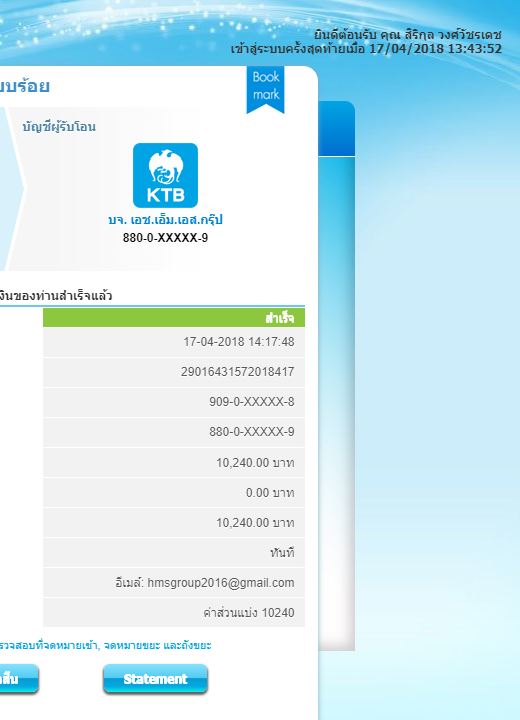 ยินดีต้อนรับ คุณ สิริกุล วงศ์วัชรเดช
เข้าสู่ระบบครั้งสุดท้ายเมื่อ 17/04/2018 13:43:52
บบร้อย
Book
mark
บัญชีผู้รับโอน
KTB
บจ. เอช.เอ็ม.เอส.กรุ๊ป
880-0-XXXXX-9
งินของท่านสำเร็จแล้ว
สำเร็จ
17-04-2018 14:17:48
29016431572018417
909-0-XXXXX-8
880-0-XXXXX-9
10,240.00 บาท
0.00 บาท
10,240.00 บาท
ทันที
อีเมล์: hmsgroup2016@gmail.com
ค่าส่วนแบ่ง 10240
รวจสอบที่จดหมายเข้า, จดหมายขยะ และถังขยะ
Statement